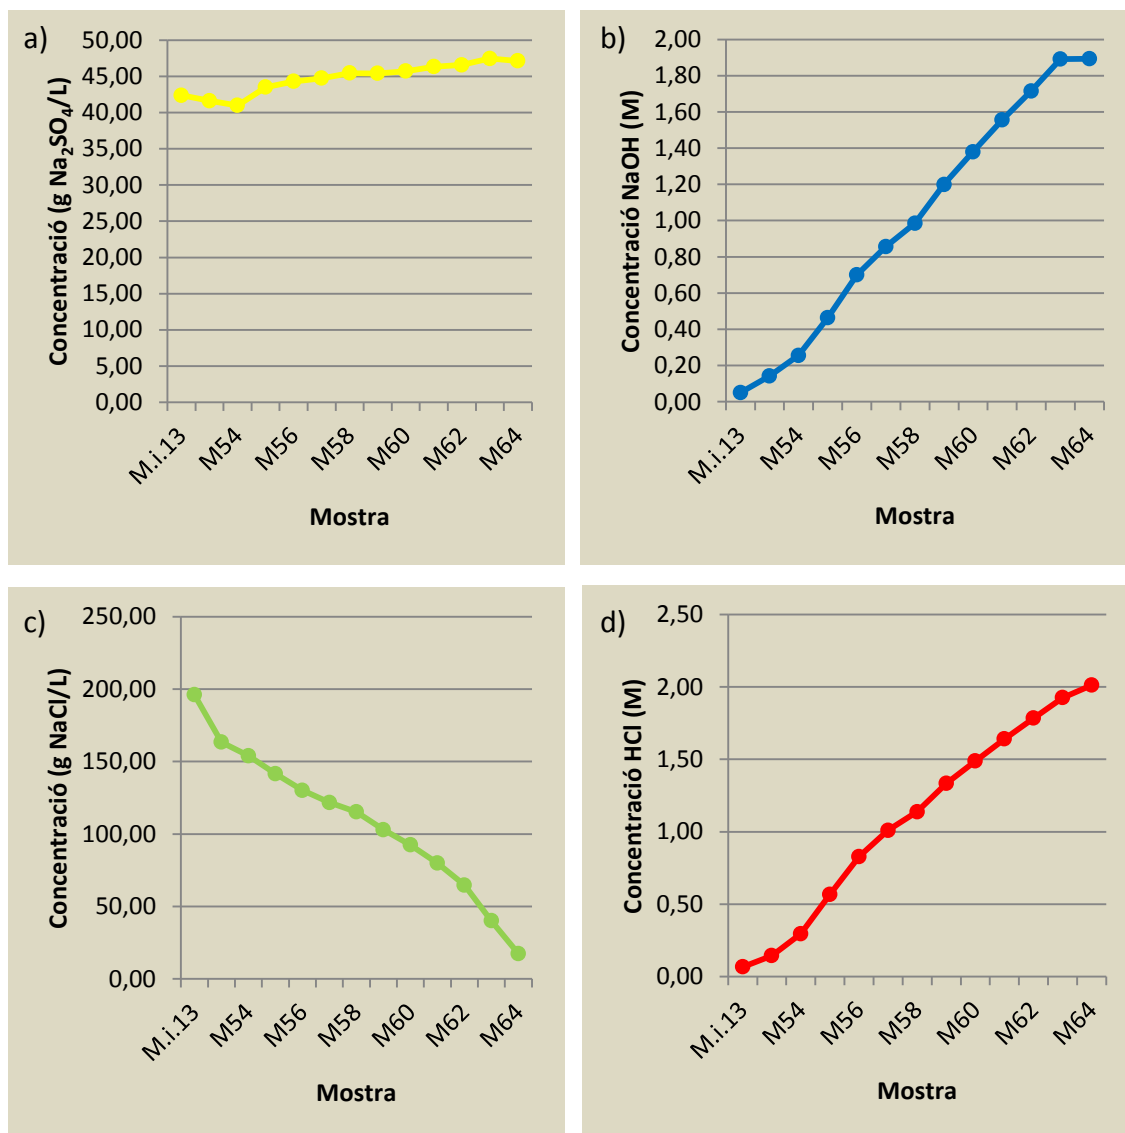 a)
Concentració (g Na₂SO₄/L)
50,00
45,00
40,00
35,00
30,00
25,00
20,00
15,00
10,00
5,00
0,00
M.i.13
M54
M56
M58
M60
M62
M64
Mostra
b)
Concentració NaOH (M)
2,00
1,80
1,60
1,40
1,20
1,00
0,80
0,60
0,40
0,20
0,00
M.i.13
M54
M56
M58
M60
M62
M64
Mostra
c)
Concentració (g NaCl/L)
250,00
200,00
150,00
100,00
50,00
0,00
M.i.13
M54
M56
M58
M60
M62
M64
Mostra
d)
Concentració HCl (M)
2,50
2,00
1,50
1,00
0,50
0,00
M.i.13
M54
M56
M58
M60
M62
M64
Mostra